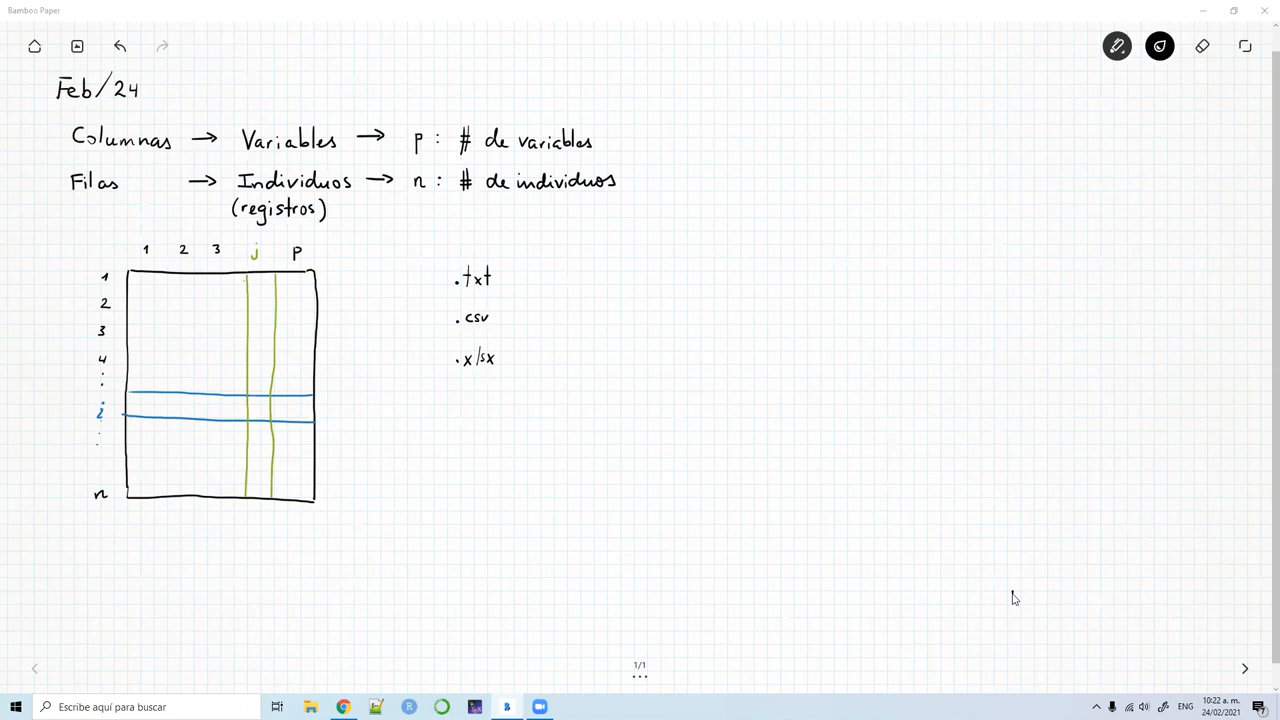 Bamboo Paper
Feb/24
Columnas → Variables → p : # de variables
Filas → Individuos → n : # de individuos
(registros)
1 2 3 j p
1
2
3
4
⋮
i
⋮
n
.txt
.csv
.xlsx
1/1
Escribe aquí para buscar
ENG
10:22 a. m.
24/02/2021
7